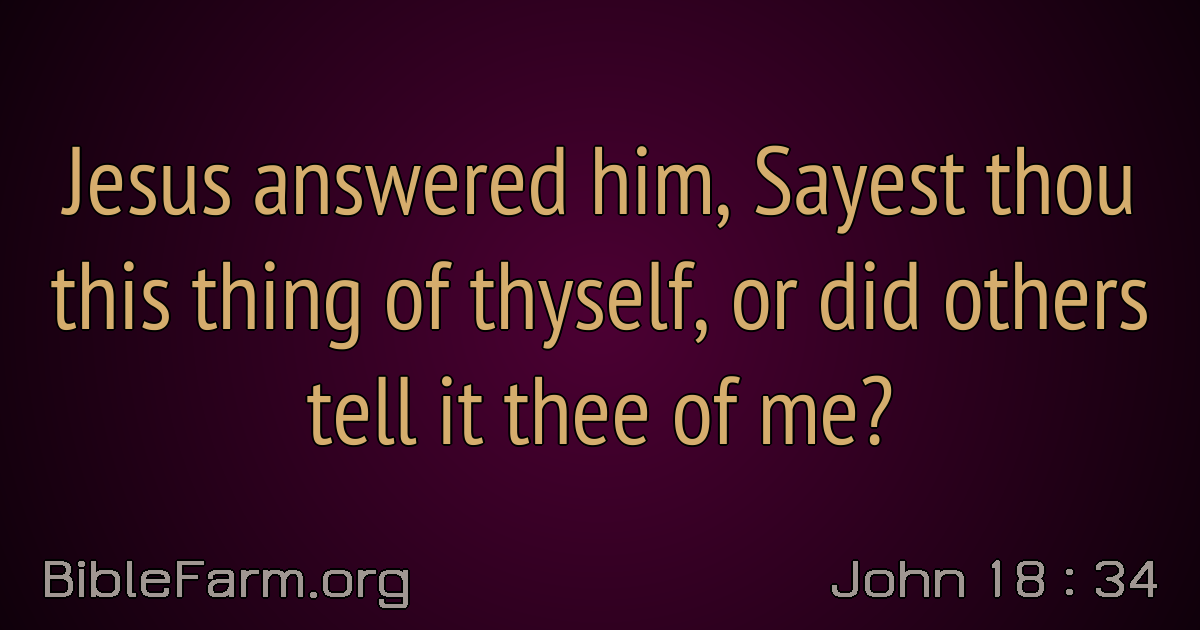 Jesus answered him, Sayest thou
this thing of thyself, or did others
tell it thee of me?
BibleFarm.org
John 18 : 34